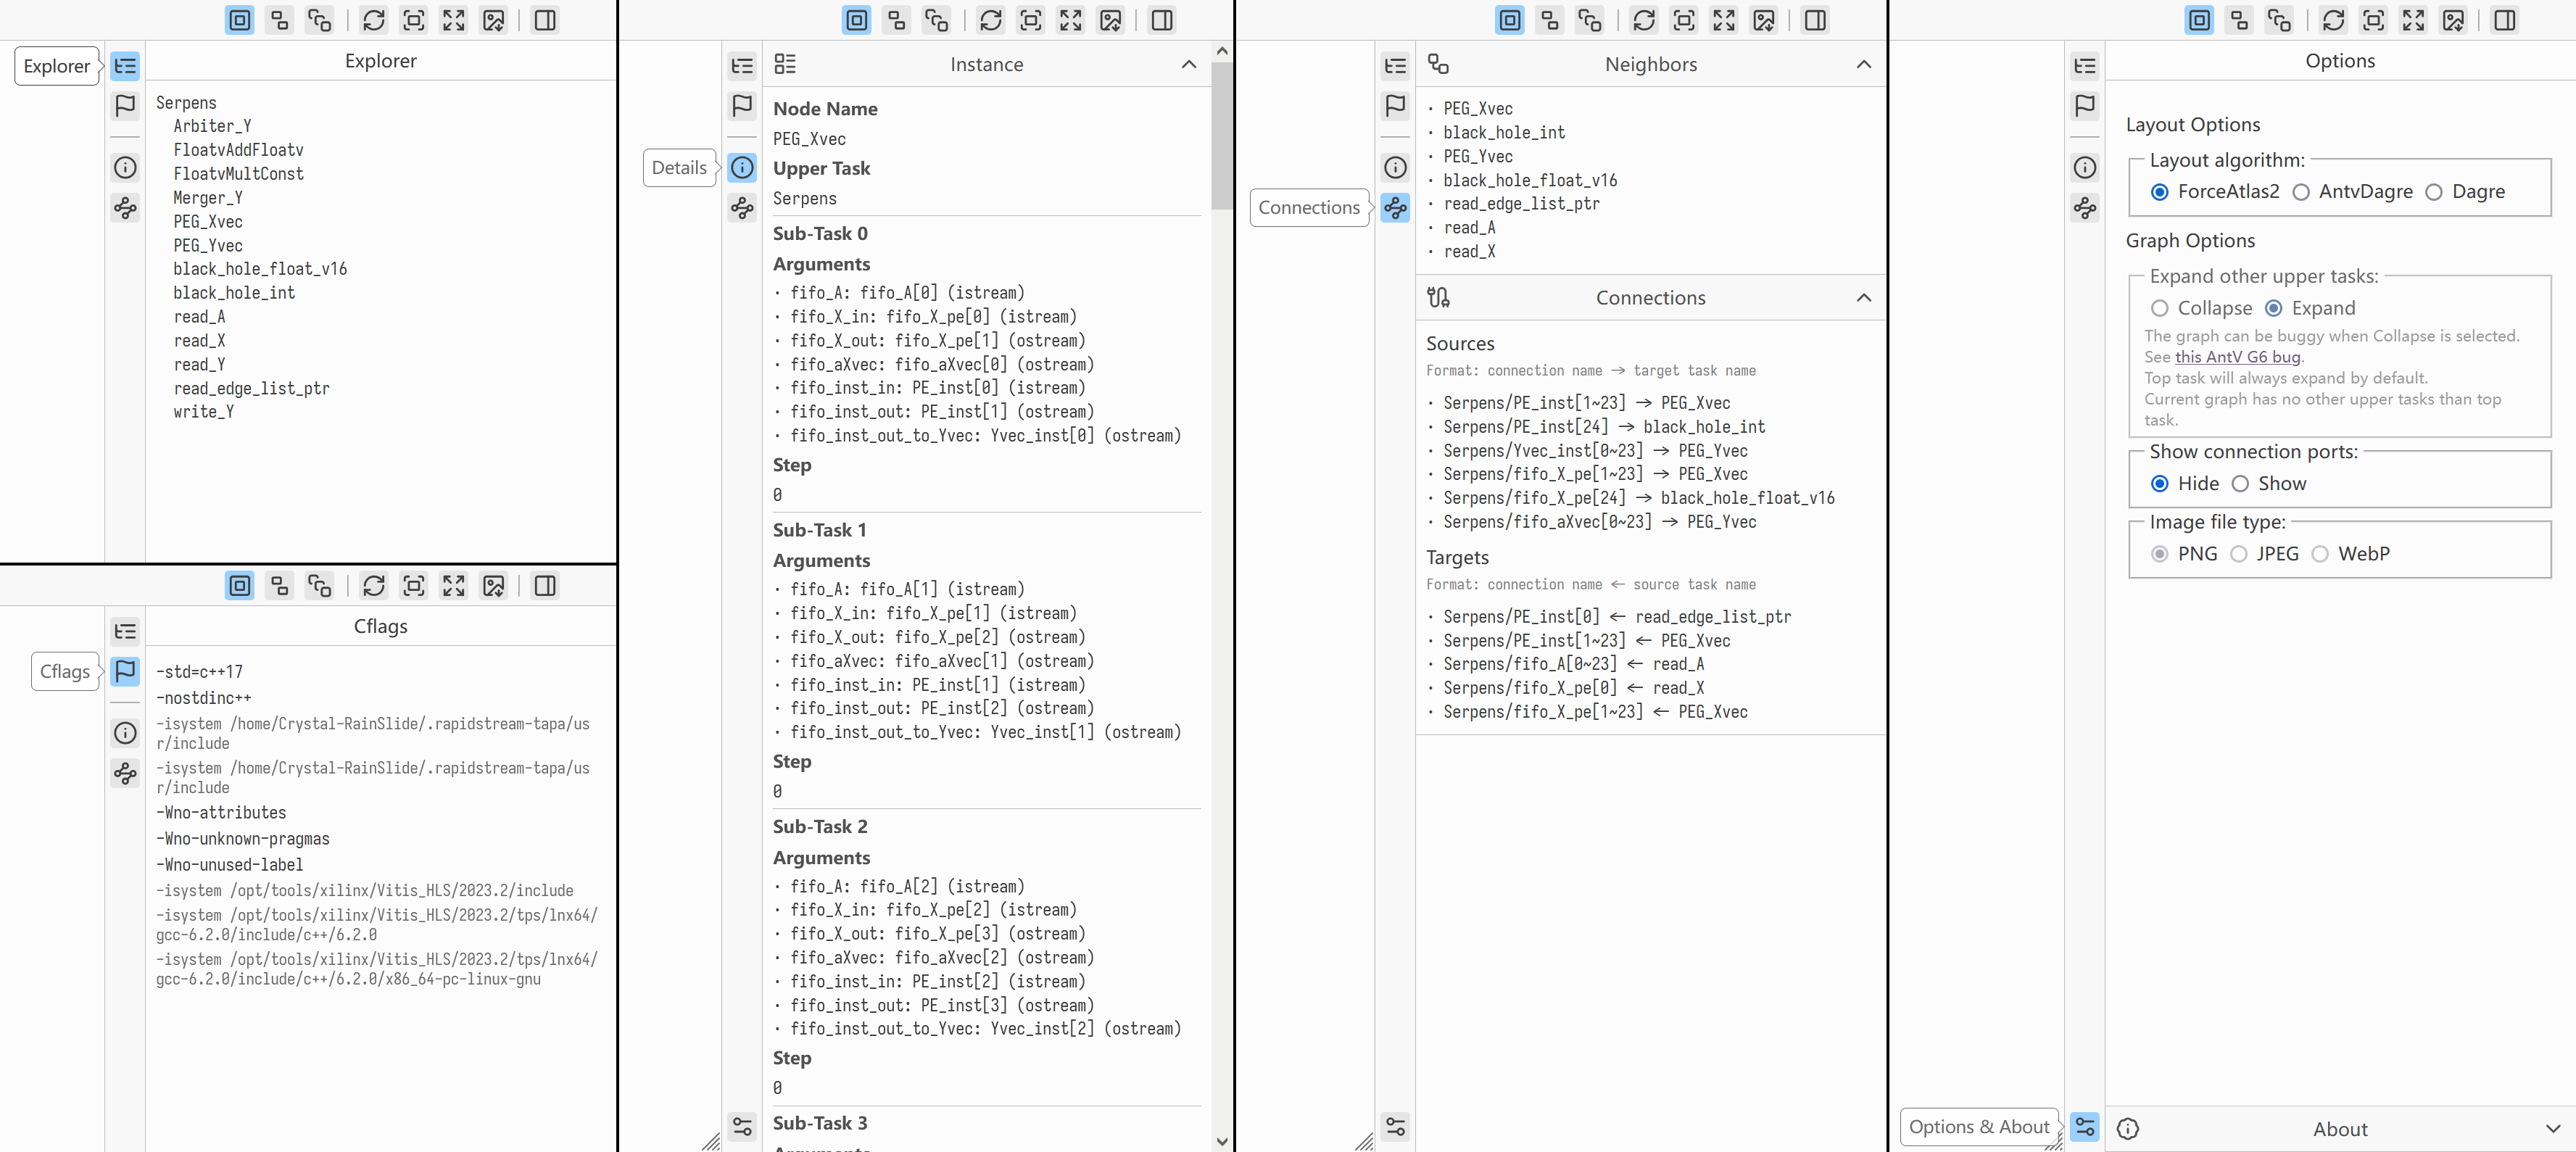 Explorer
Explorer
Serpens
Arbiter_Y
FloatvAddFloatv
FloatvMultConst
Merger_Y
PEG_Xvec
PEG_Yvec
black_hole_float_v16
black_hole_int
read_A
read_X
read_Y
read_edge_list_ptr
write_Y
Cflags
Cflags
-std=c++17
-nostdinc++
-isystem /home/Crystal-RainSlide/.rapidstream-tapa/us
r/include
-isystem /home/Crystal-RainSlide/.rapidstream-tapa/us
r/include
-Wno-attributes
-Wno-unknown-pragmas
-Wno-unused-label
-isystem /opt/tools/xilinx/Vitis_HLS/2023.2/include
-isystem /opt/tools/xilinx/Vitis_HLS/2023.2/tps/lnx64/
gcc-6.2.0/include/c++/6.2.0
-isystem /opt/tools/xilinx/Vitis_HLS/2023.2/tps/lnx64/
gcc-6.2.0/include/c++/6.2.0/x86_64-pc-linux-gnu
Details
Instance
Node Name
PEG_Xvec
Upper Task
Serpens
Sub-Task 0
Arguments
· fifo_A: fifo_A[0] (istream)
· fifo_X_in: fifo_X_pe[0] (istream)
· fifo_X_out: fifo_X_pe[1] (ostream)
· fifo_aXvec: fifo_aXvec[0] (ostream)
· fifo_inst_in: PE_inst[0] (istream)
· fifo_inst_out: PE_inst[1] (ostream)
· fifo_inst_out_to_Yvec: Yvec_inst[0] (ostream)
Step
0
Sub-Task 1
Arguments
· fifo_A: fifo_A[1] (istream)
· fifo_X_in: fifo_X_pe[1] (istream)
· fifo_X_out: fifo_X_pe[2] (ostream)
· fifo_aXvec: fifo_aXvec[1] (ostream)
· fifo_inst_in: PE_inst[1] (istream)
· fifo_inst_out: PE_inst[2] (ostream)
· fifo_inst_out_to_Yvec: Yvec_inst[1] (ostream)
Step
0
Sub-Task 2
Arguments
· fifo_A: fifo_A[2] (istream)
· fifo_X_in: fifo_X_pe[2] (istream)
· fifo_X_out: fifo_X_pe[3] (ostream)
· fifo_aXvec: fifo_aXvec[2] (ostream)
· fifo_inst_in: PE_inst[2] (istream)
· fifo_inst_out: PE_inst[3] (ostream)
· fifo_inst_out_to_Yvec: Yvec_inst[2] (ostream)
Step
0
Sub-Task 3
Connections
Neighbors
· PEG_Xvec
· black_hole_int
· PEG_Yvec
· black_hole_float_v16
· read_edge_list_ptr
· read_A
· read_X
Connections
Sources
Format: connection name → target task name
· Serpens/PE_inst[1~23] → PEG_Xvec
· Serpens/PE_inst[24] → black_hole_int
· Serpens/Yvec_inst[0~23] → PEG_Yvec
· Serpens/fifo_X_pe[1~23] → PEG_Xvec
· Serpens/fifo_X_pe[24] → black_hole_float_v16
· Serpens/fifo_aXvec[0~23] → PEG_Yvec
Targets
Format: connection name ← source task name
· Serpens/PE_inst[0] ← read_edge_list_ptr
· Serpens/PE_inst[1~23] ← PEG_Xvec
· Serpens/fifo_A[0~23] ← read_A
· Serpens/fifo_X_pe[0] ← read_X
· Serpens/fifo_X_pe[1~23] ← PEG_Xvec
Options
Layout Options
Layout algorithm:
ForceAtlas2 AntvDagre Dagre
Graph Options
Expand other upper tasks:
Collapse Expand
The graph can be buggy when Collapse is selected.
See this AntV G6 bug.
Top task will always expand by default.
Current graph has no other upper tasks than top
task.
Show connection ports:
Hide Show
Image file type:
PNG JPEG WebP
Options & About
About